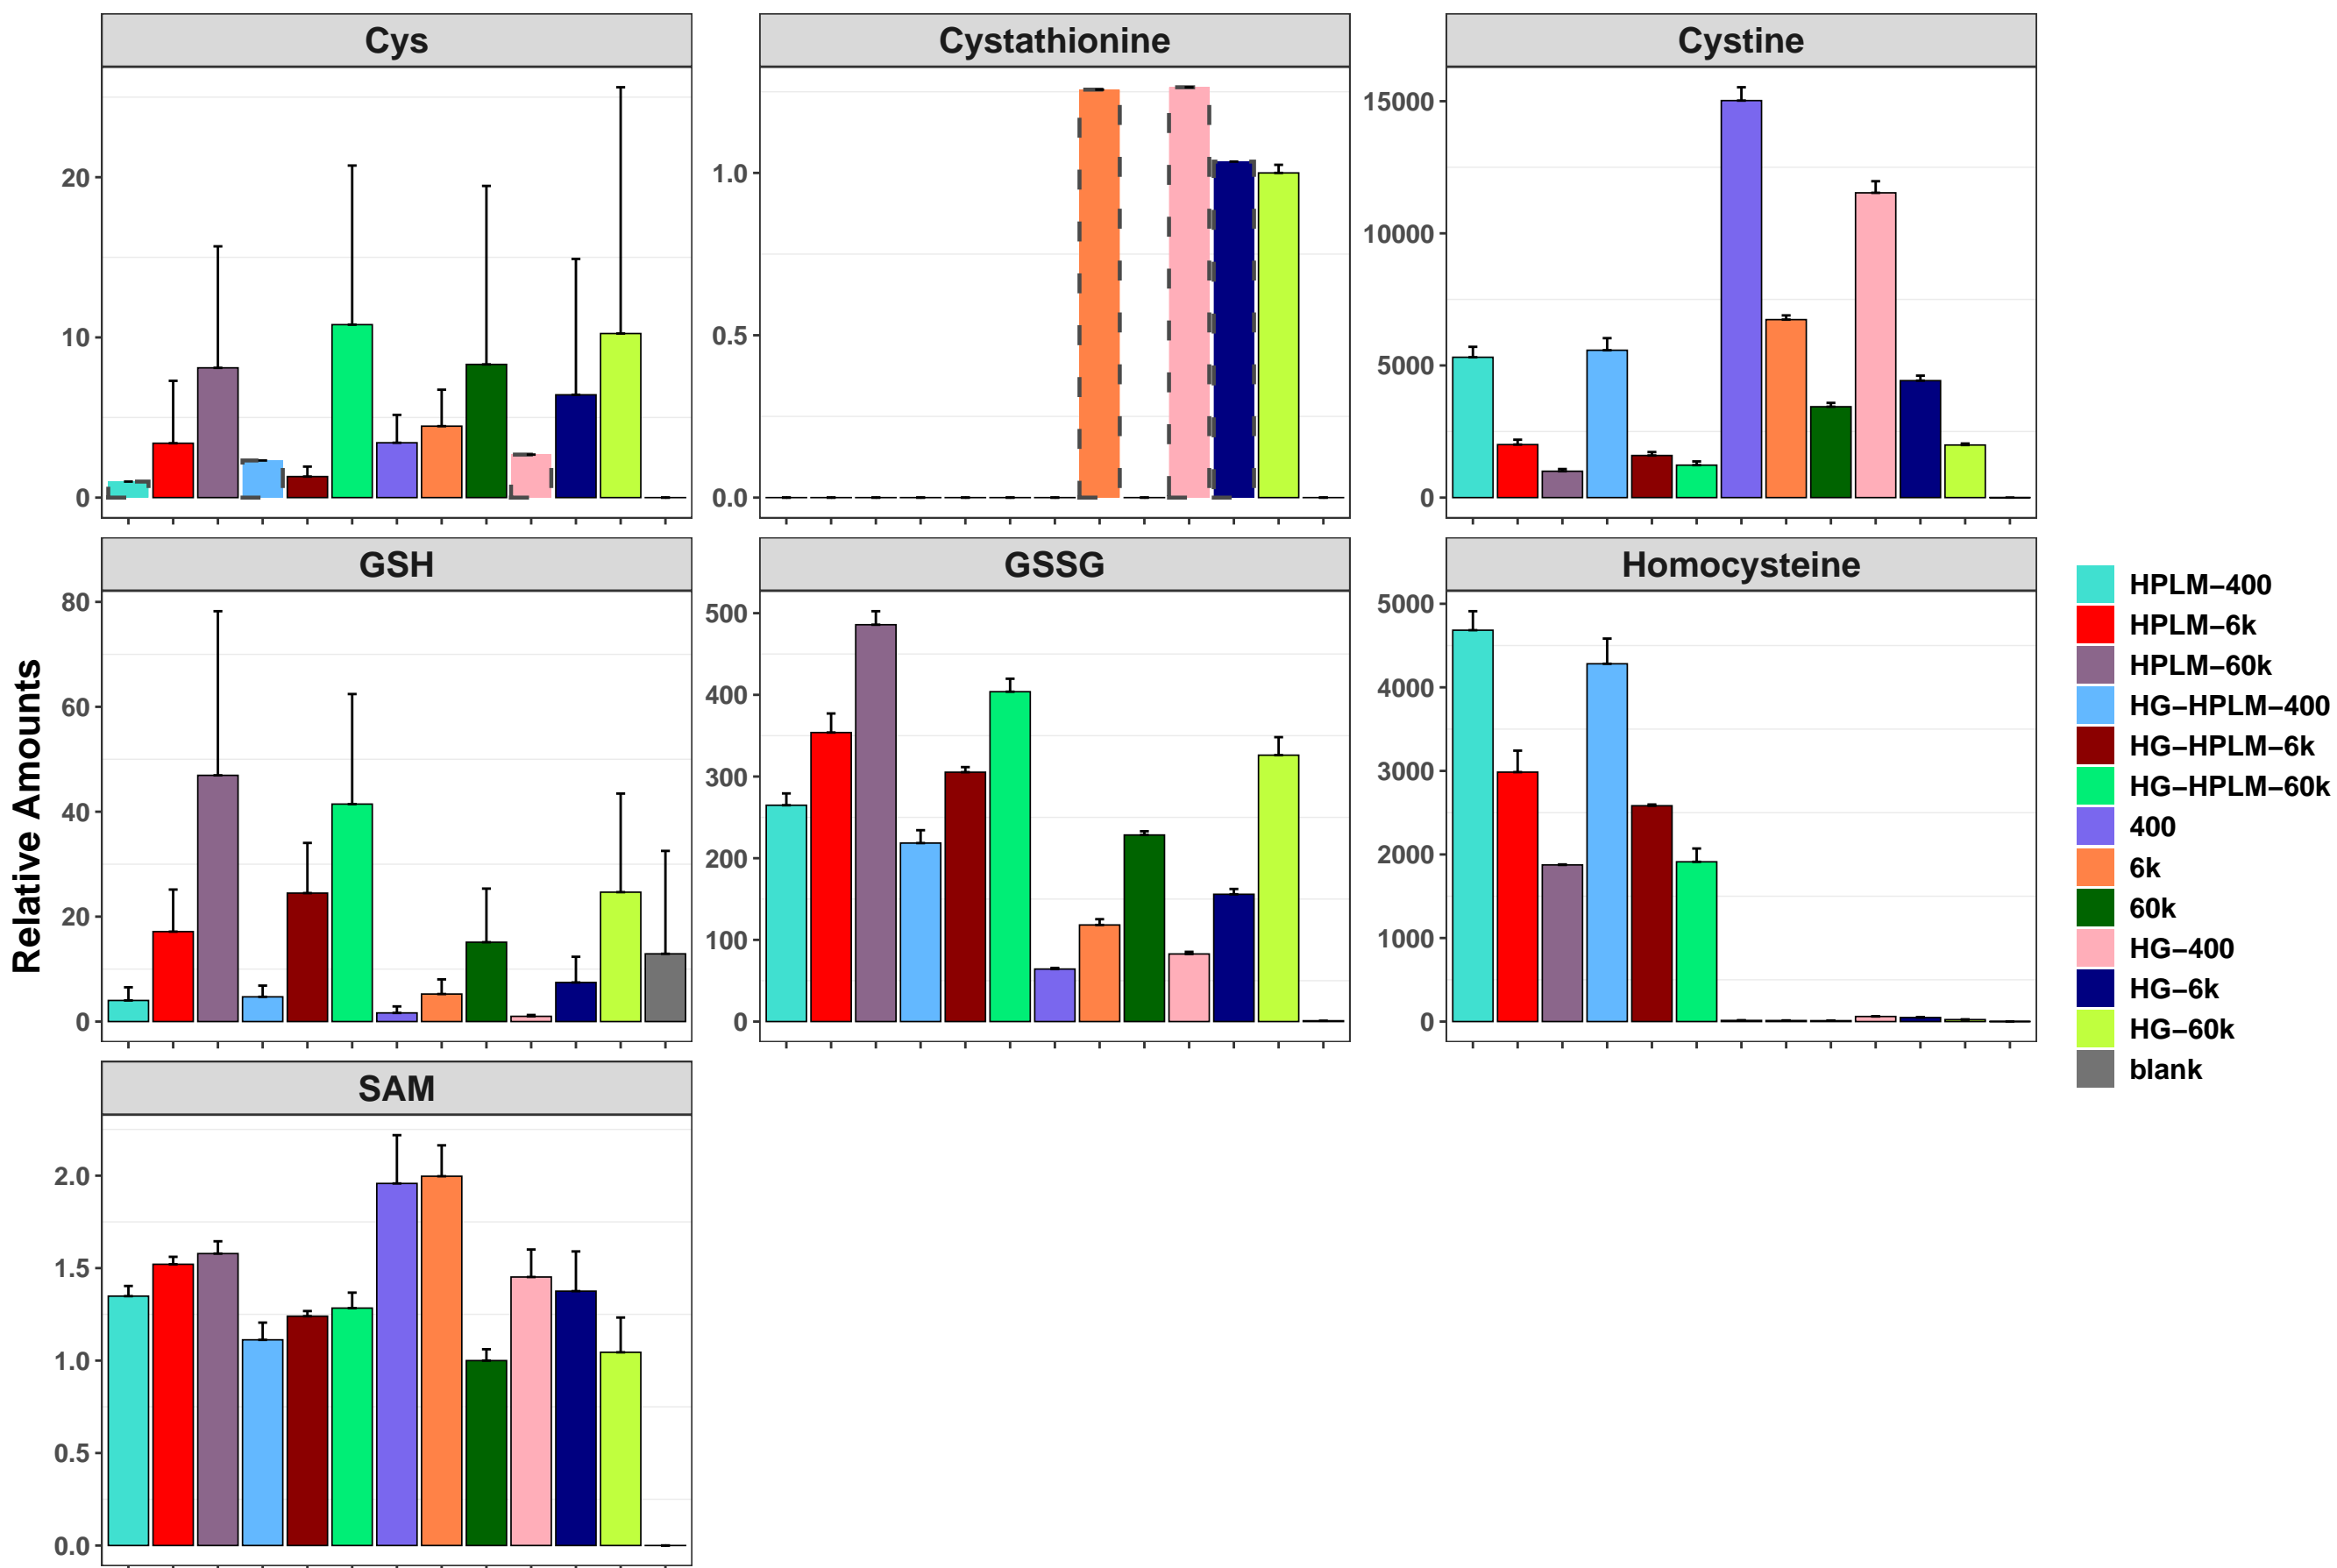 Cys
Cystathionine
Cystine
20
10
0
1.0
0.5
0.0
15000
10000
5000
0
GSH
GSSG
Homocysteine
80
60
40
20
0
500
400
300
200
100
0
5000
4000
3000
2000
1000
0
Relative Amounts
SAM
2.0
1.5
1.0
0.5
0.0
HPLM−400
HPLM−6k
HPLM−60k
HG−HPLM−400
HG−HPLM−6k
HG−HPLM−60k
400
6k
60k
HG−400
HG−6k
HG−60k
blank